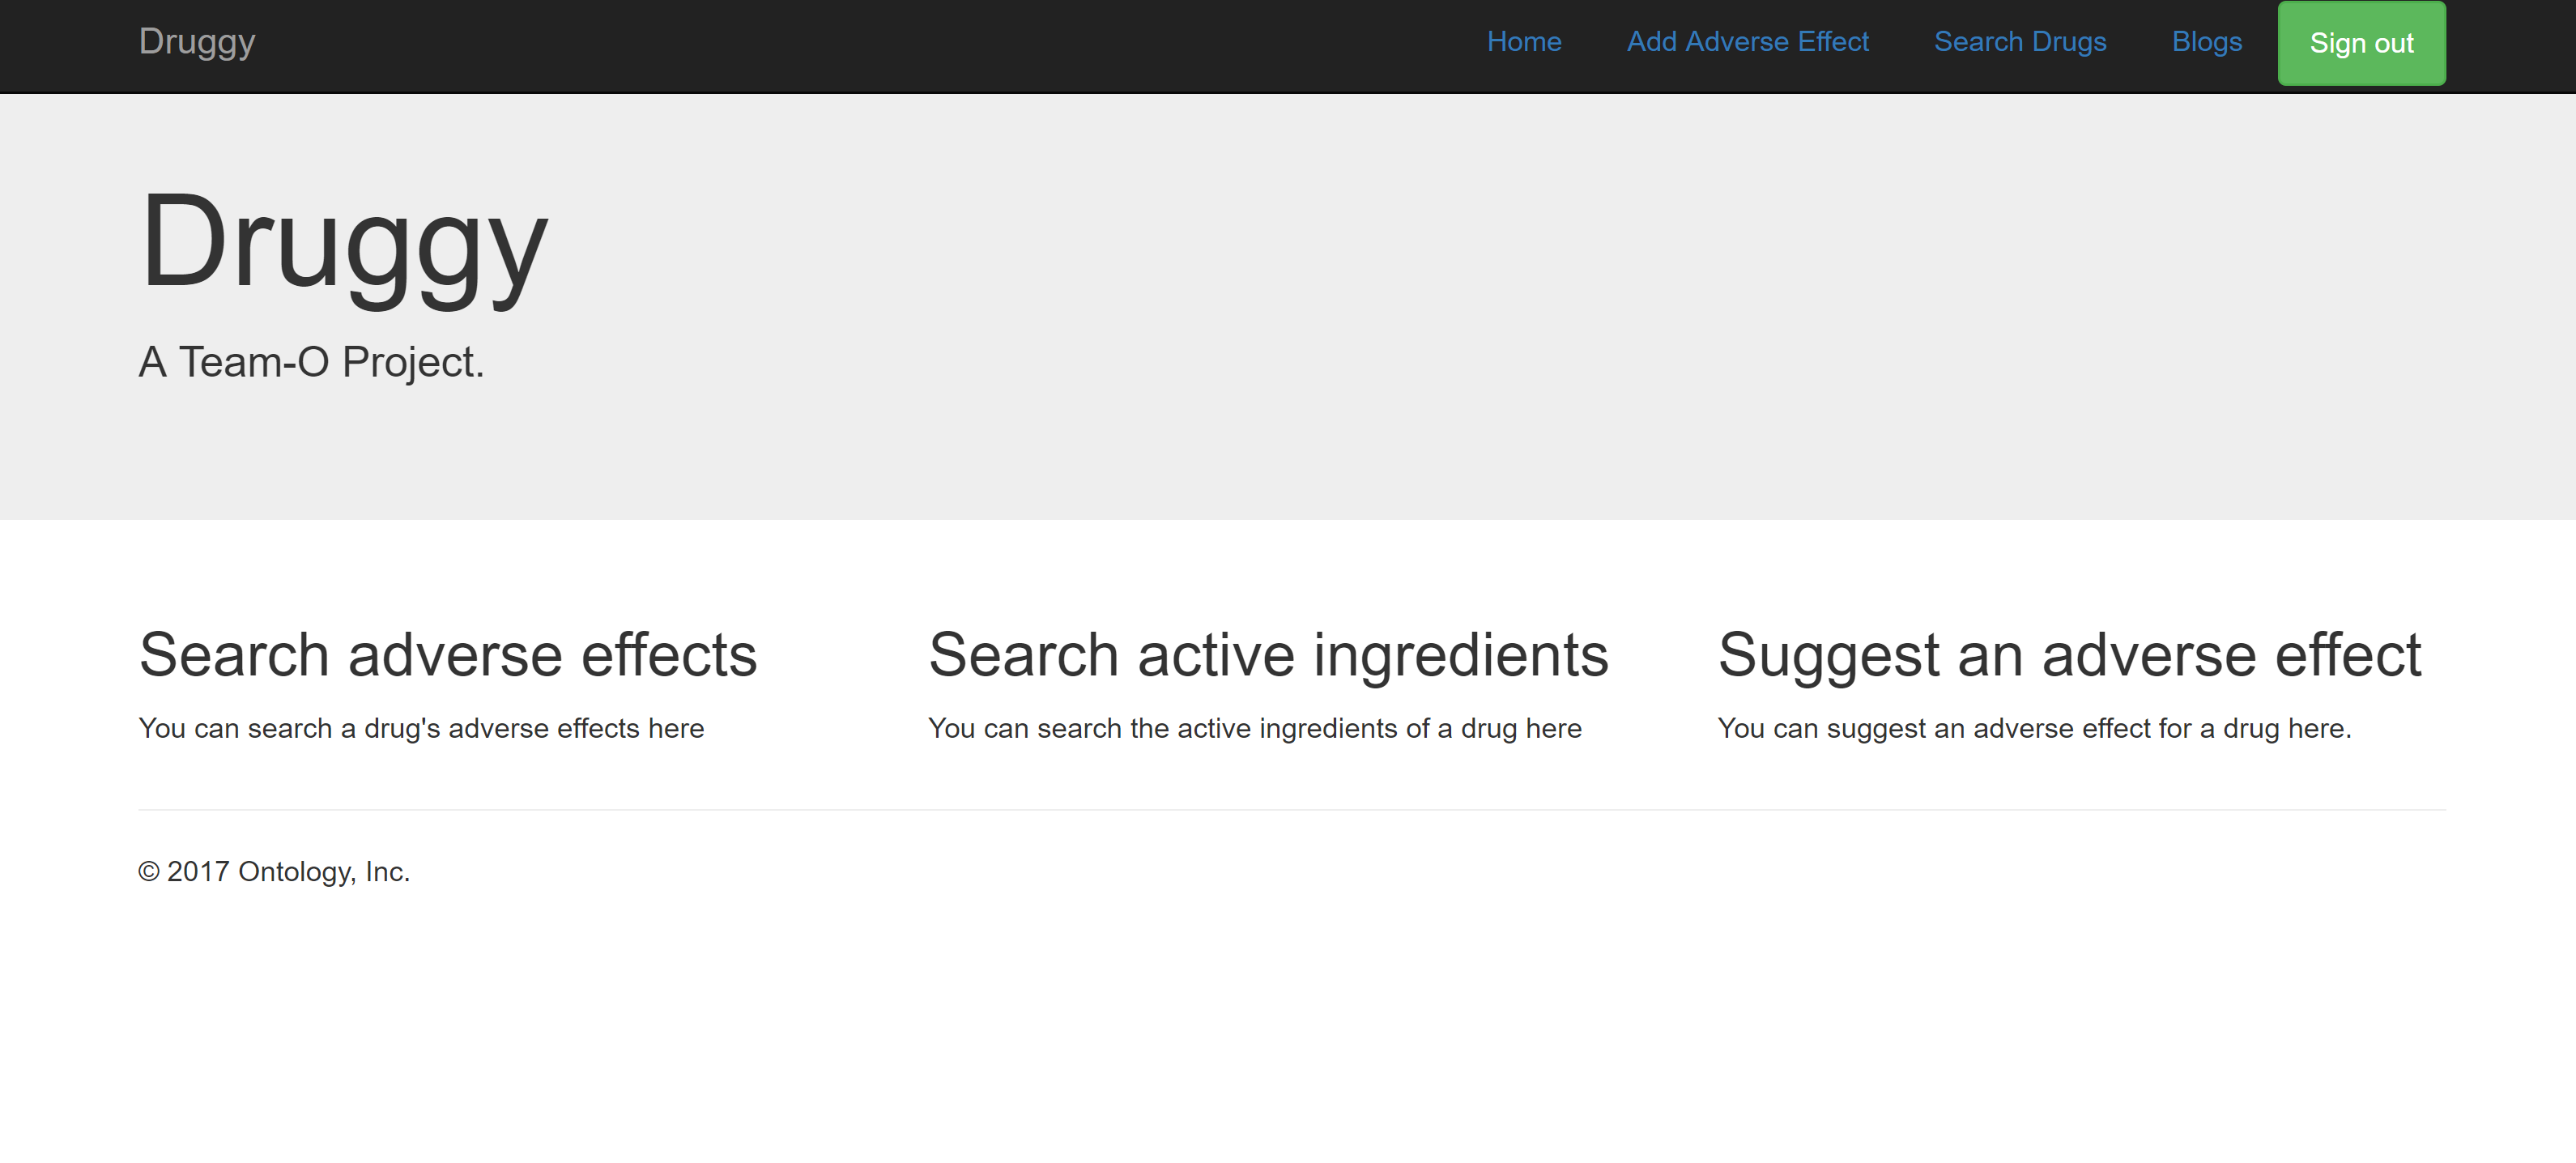 Druggy
Home
Add Adverse Effect
Search Drugs
Blogs
Sign out
Druggy
A Team-O Project.
Search adverse effects
You can search a drug's adverse effects here
Search active ingredients
You can search the active ingredients of a drug here
Suggest an adverse effect
You can suggest an adverse effect for a drug here.
© 2017 Ontology, Inc.